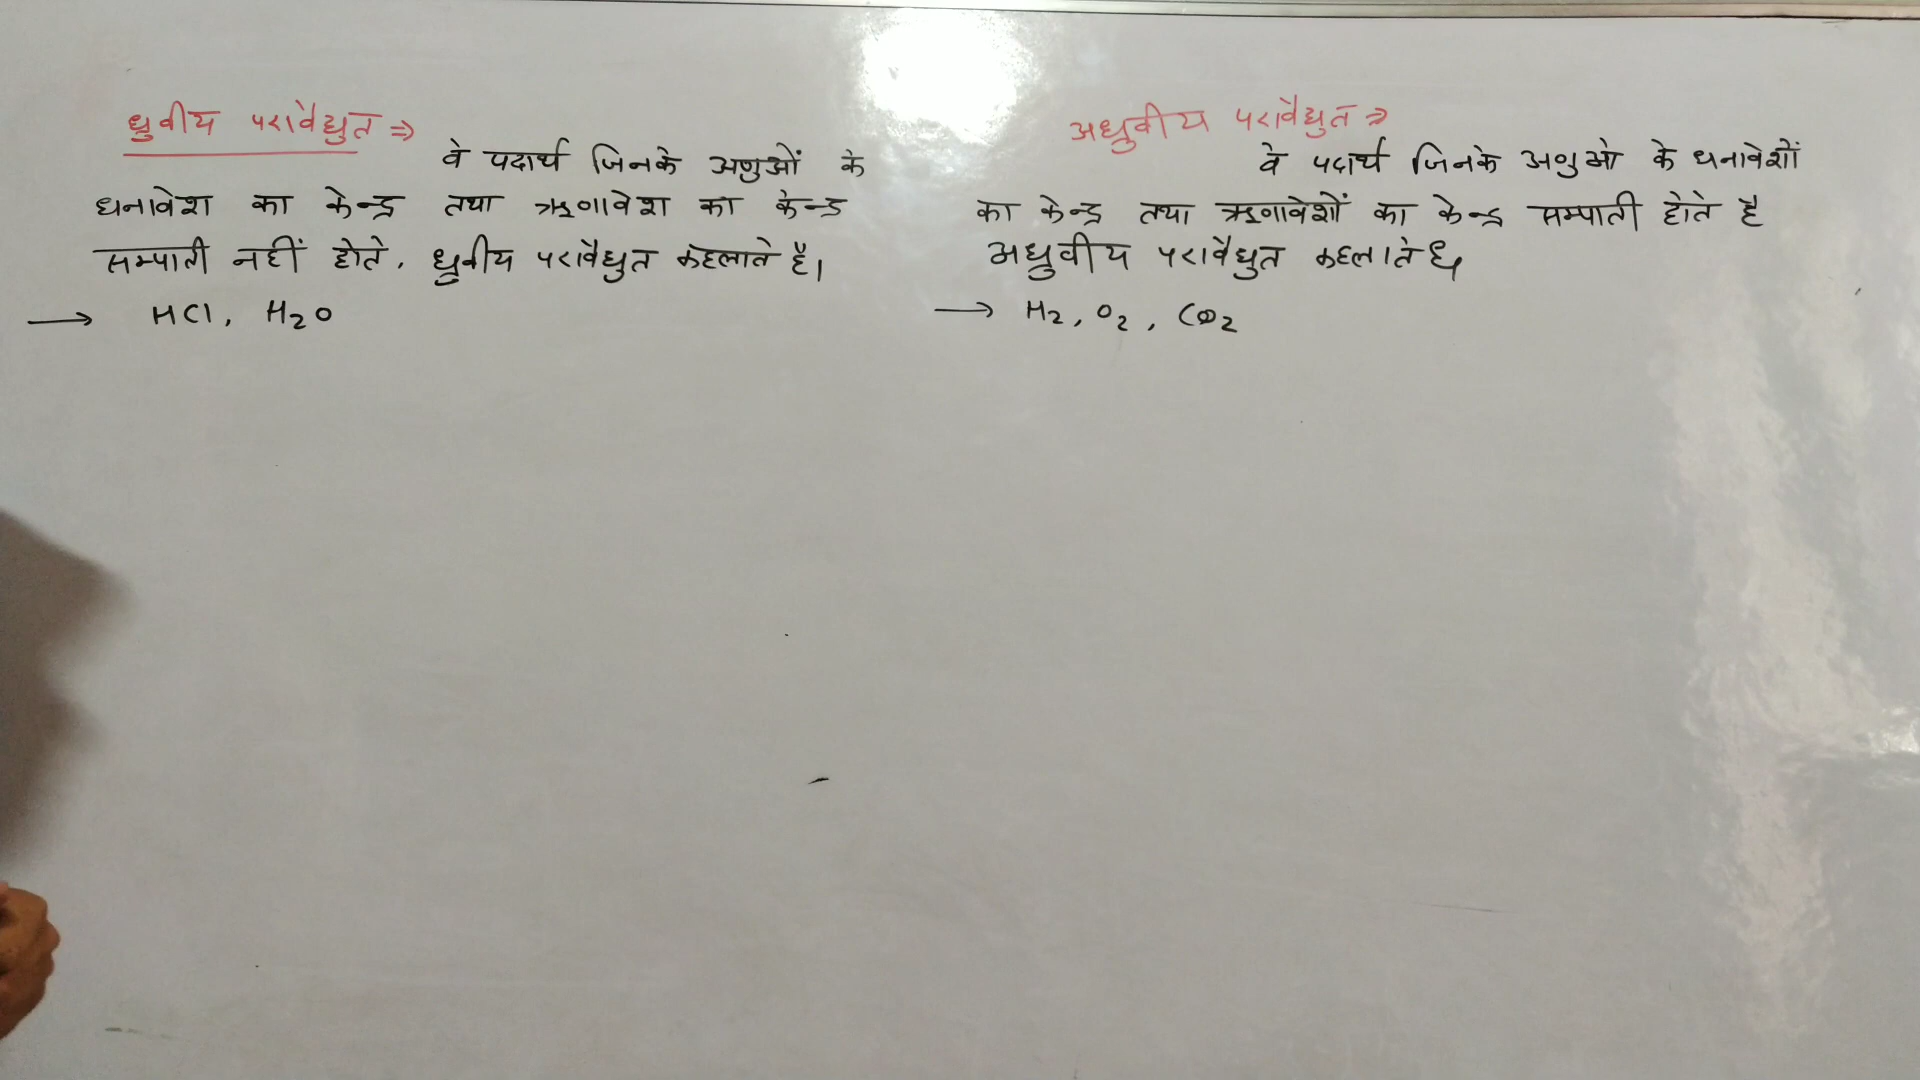 ध्रुवीय परावैद्युत ⇒
वे पदार्थ जिनके अणुओं के
धनावेश का केन्द्र तथा ऋणावेश का केन्द्र
सम्पाती नहीं होते, ध्रुवीय परावैद्युत कहलाते है।
→ HCl, H2O
अध्रुवीय परावैद्युत ⇒
वे पदार्थ जिनके अणुओ के धनावेशों
का केन्द्र तथा ऋणावेशों का केन्द्र सम्पाती होते है
अध्रुवीय परावैद्युत कहलाते है
→ H2, O2, CO2